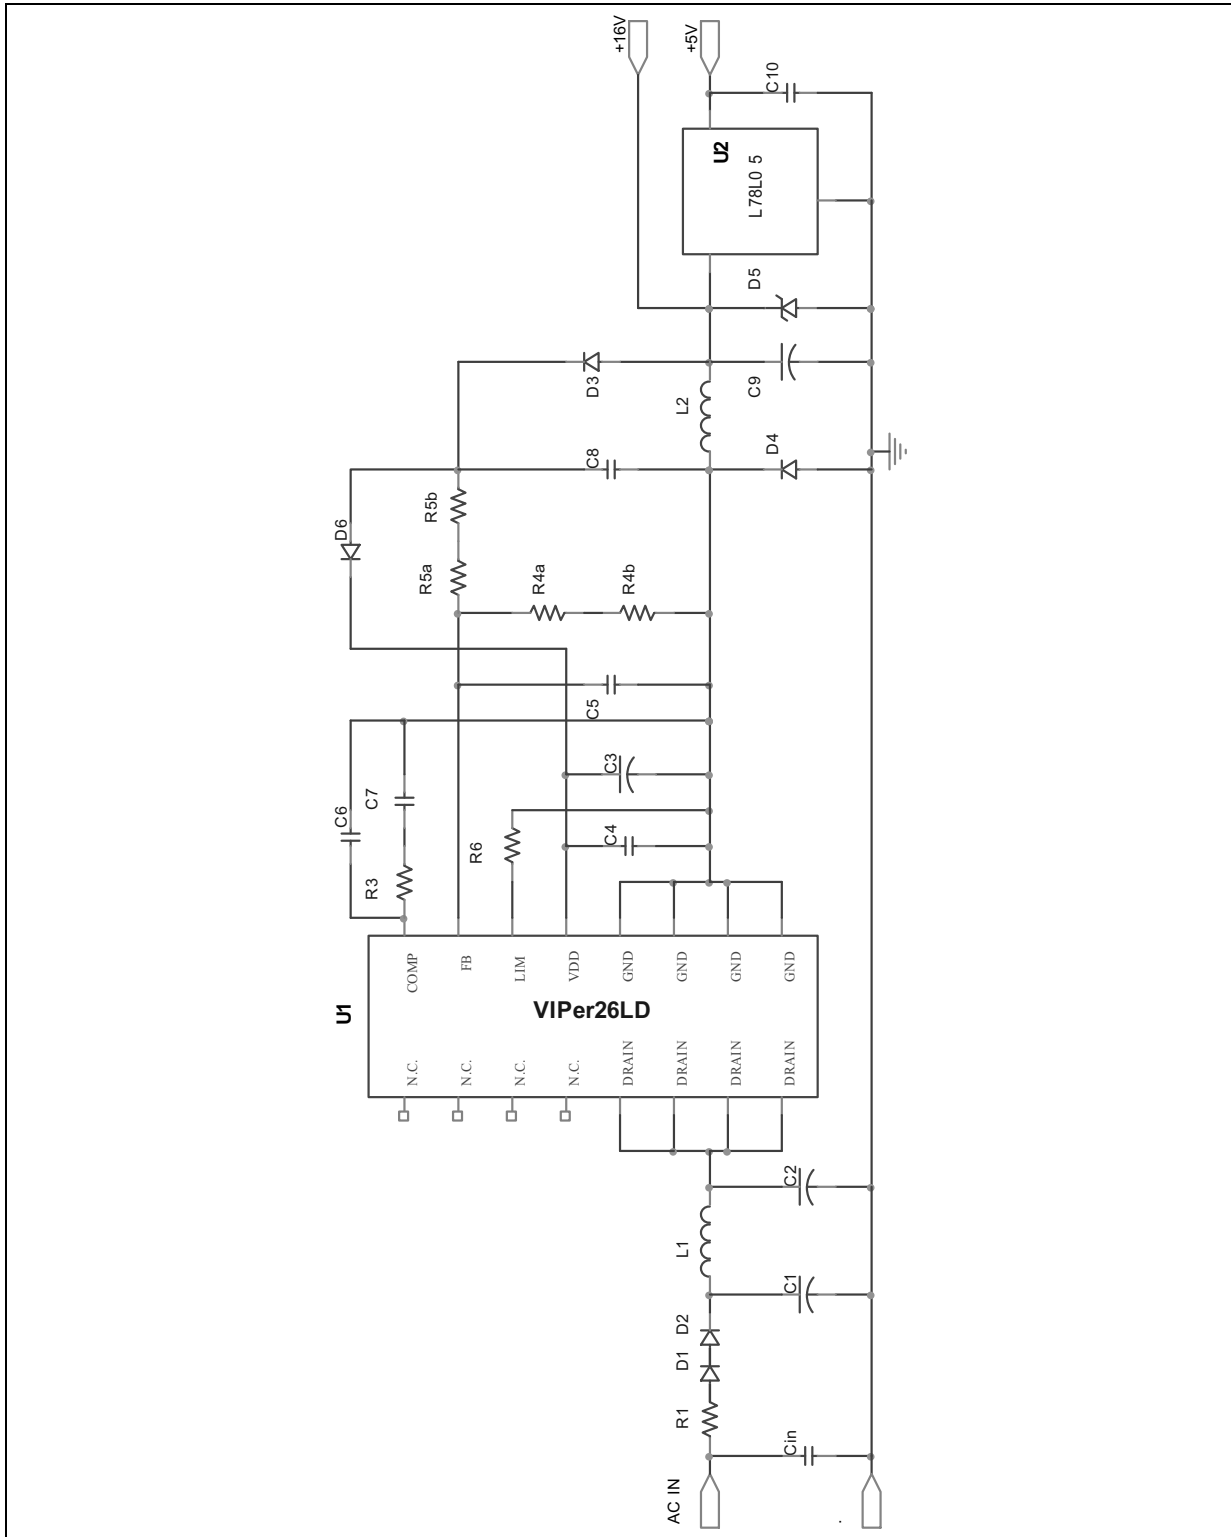 +16V
+5V
C10
U2
L78L0 5
D5
D3
C9
L2
D4
C8
D6
R5b
R5a
R4a
R4b
C5
C3
C6
C7
R6
C4
R3
COMP
FB
LIM
VDD
GND
GND
GND
GND
U1
VIPer26LD
N.C.
N.C.
N.C.
N.C.
DRAIN
DRAIN
DRAIN
DRAIN
C2
L1
C1
D2
D1
R1
Cin
AC IN
.